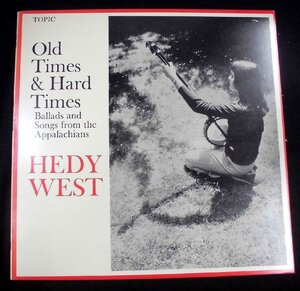 TOPIC
Old
Times
& Hard
Times
Ballads and
Songs from the
Appalachians
HEDY
WEST